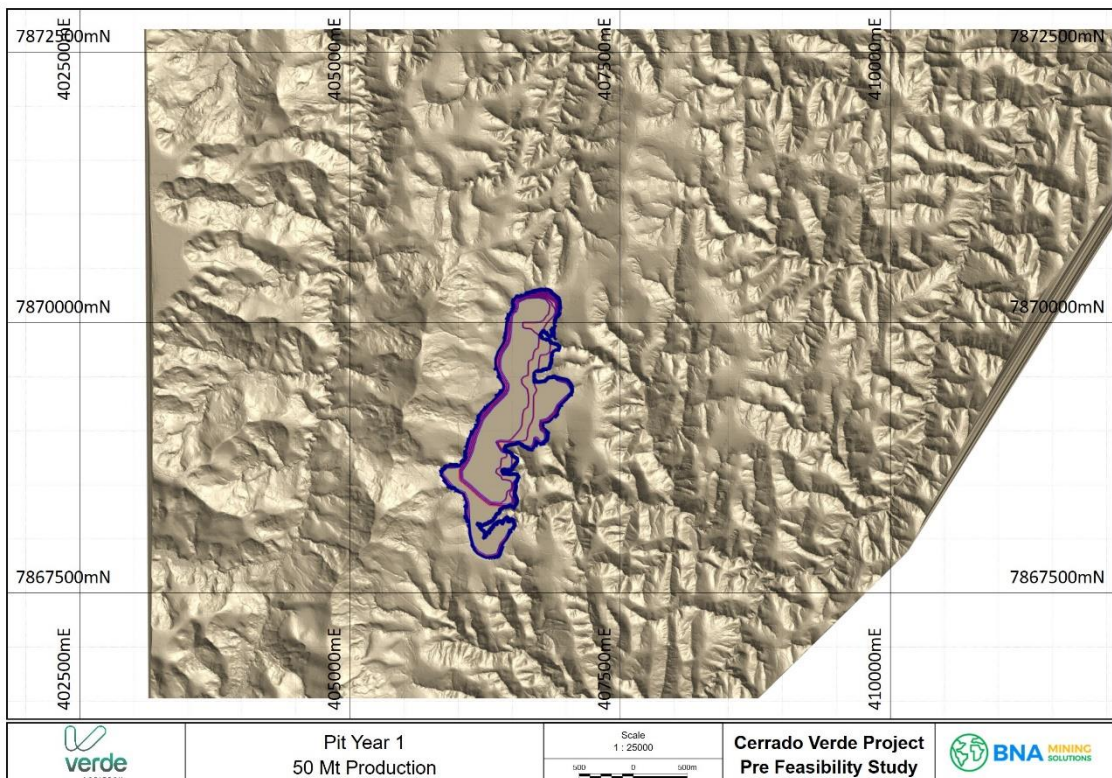 7872500mN
7872500mN
402500mE
405000mE
407500mE
410000mE
7870000mN
7870000mN
7867500mN
7867500mN
402500mE
405000mE
407500mE
410000mE
verde
Pit Year 1
50 Mt Production
Scale
1 : 25000
500 0 500m
Cerrado Verde Project
Pre Feasibility Study
BNA MINING
SOLUTIONS